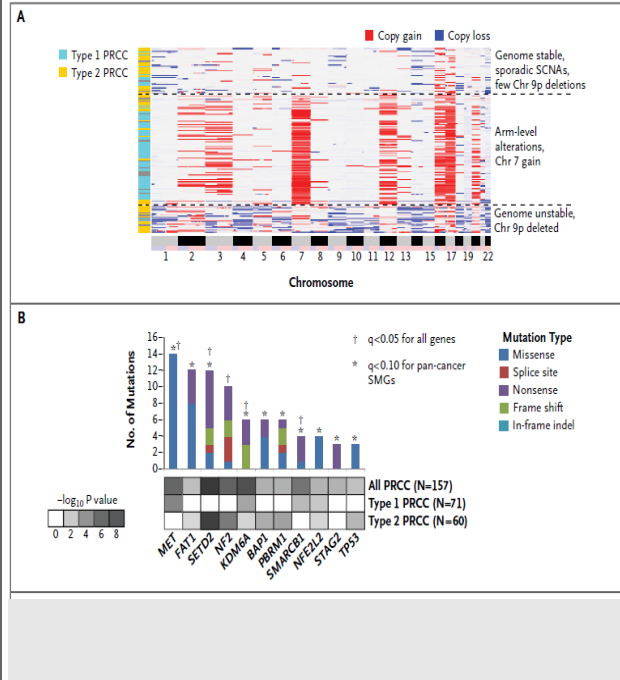 A
Copy gain
Copy loss
Type 1 PRCC
Type 2 PRCC
Genome stable,
sporadic SCNAs,
few Chr 9p deletions
Arm-level
alterations,
Chr 7 gain
Genome unstable,
Chr 9p deleted
1 2 3 4 5 6 7 8 9 10 11 12 13 15 17 19 22
Chromosome
B
No. of Mutations
16
14
12
10
8
6
4
2
0
† q<0.05 for all genes
* q<0.10 for pan-cancer
SMGs
Mutation Type
Missense
Splice site
Nonsense
Frame shift
In-frame indel
All PRCC (N=157)
Type 1 PRCC (N=71)
Type 2 PRCC (N=60)
−log10 P value
0 2 4 6 8
MET FAT1 SETD2 NF2 KDM6A BAP1 PBRM1 SMARCB1 NFE2L2 STAG2 TP53